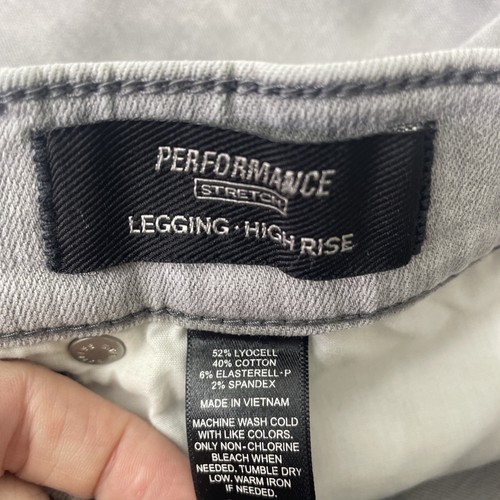 PERFORMANCE
STRETCH
LEGGING · HIGH RISE
52% LYOCELL
40% COTTON
6% ELASTERELL-P
2% SPANDEX
MADE IN VIETNAM
MACHINE WASH COLD
WITH LIKE COLORS.
ONLY NON-CHLORINE
BLEACH WHEN
NEEDED. TUMBLE DRY
LOW. WARM IRON
IF NEEDED.